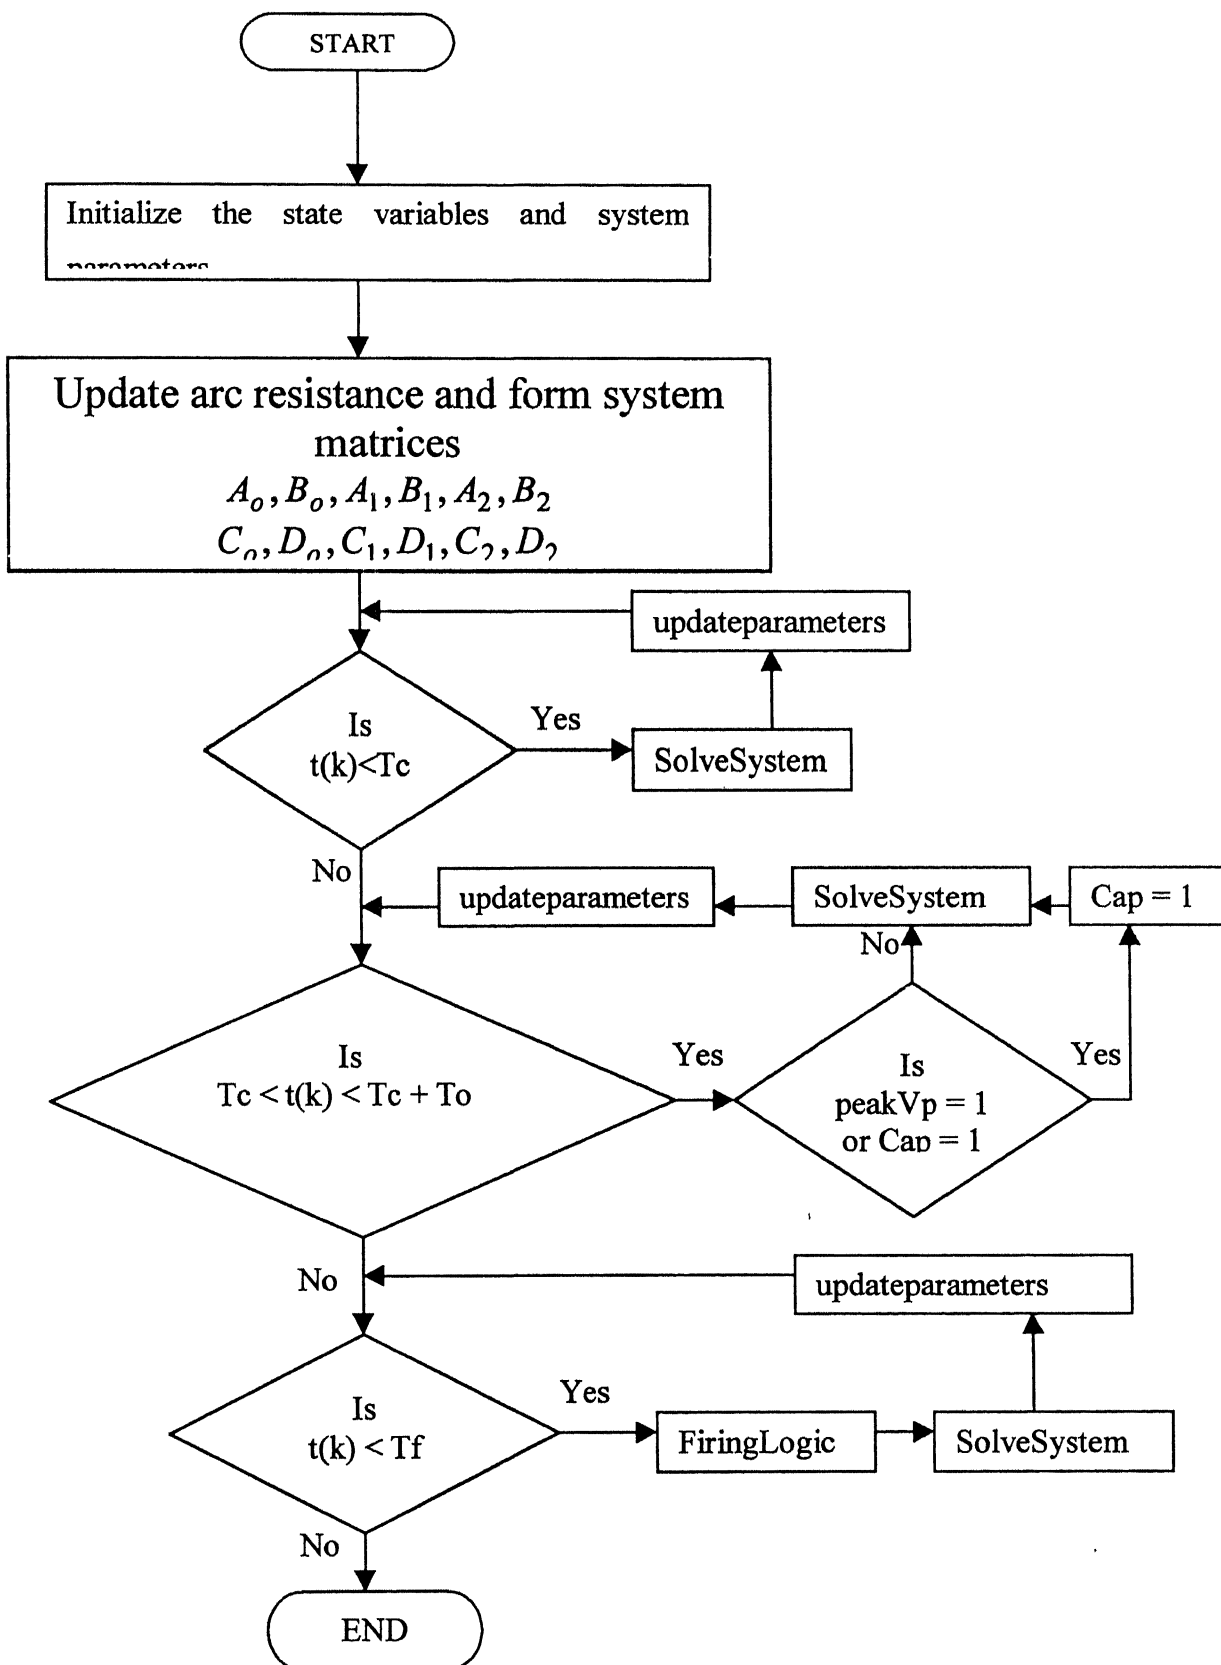 START
Initialize the state variables and system
parameters
Update arc resistance and form system
matrices
A_o, B_o, A_1, B_1, A_2, B_2
C_o, D_o, C_1, D_1, C_2, D_2
updateparameters
Is
t(k)<Tc
Yes
SolveSystem
No
updateparameters
SolveSystem
Cap = 1
No
Is
Tc < t(k) < Tc + To
Yes
Is
peakVp = 1
or Cap = 1
Yes
No
updateparameters
Is
t(k) < Tf
Yes
FiringLogic
SolveSystem
No
END